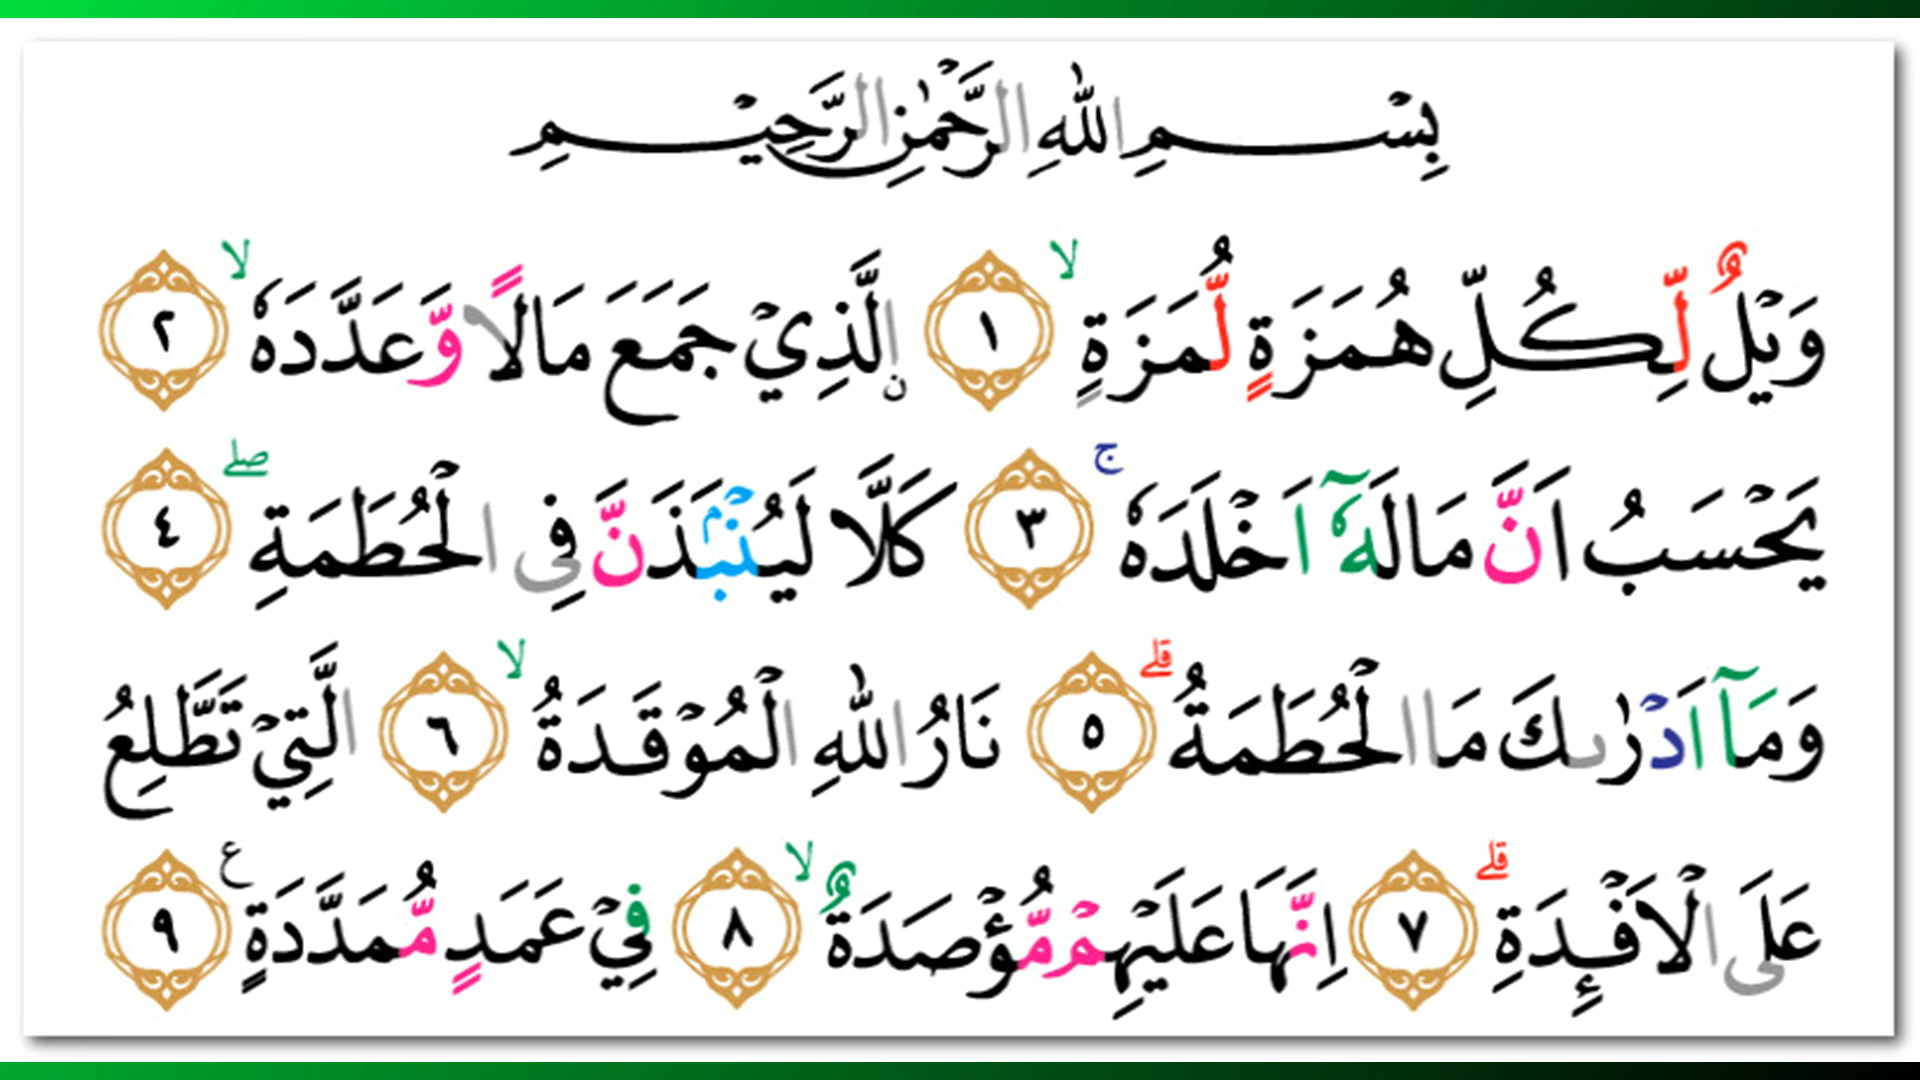 بِسْمِ اللّٰهِ الرَّحْمٰنِ الرَّحِيْمِ
وَيْلٌ لِّكُلِّ هُمَزَةٍ لُّمَزَةٍ ۙ ١ اِۨلَّذِيْ جَمَعَ مَالًا وَّعَدَّدَهٗ ۙ ٢
يَحْسَبُ اَنَّ مَالَهٗٓ اَخْلَدَهٗ ۚ ٣ كَلَّا لَيُنْۢبَذَنَّ فِى الْحُطَمَةِ ۖ ٤
وَمَآ اَدْرٰىكَ مَا الْحُطَمَةُ ۗ ٥ نَارُ اللّٰهِ الْمُوْقَدَةُ ۙ ٦ الَّتِيْ تَطَّلِعُ
عَلَى الْاَفْـِٕدَةِ ۗ ٧ اِنَّهَا عَلَيْهِمْ مُّؤْصَدَةٌ ۙ ٨ فِيْ عَمَدٍ مُّمَدَّدَةٍ ࣖ ٩